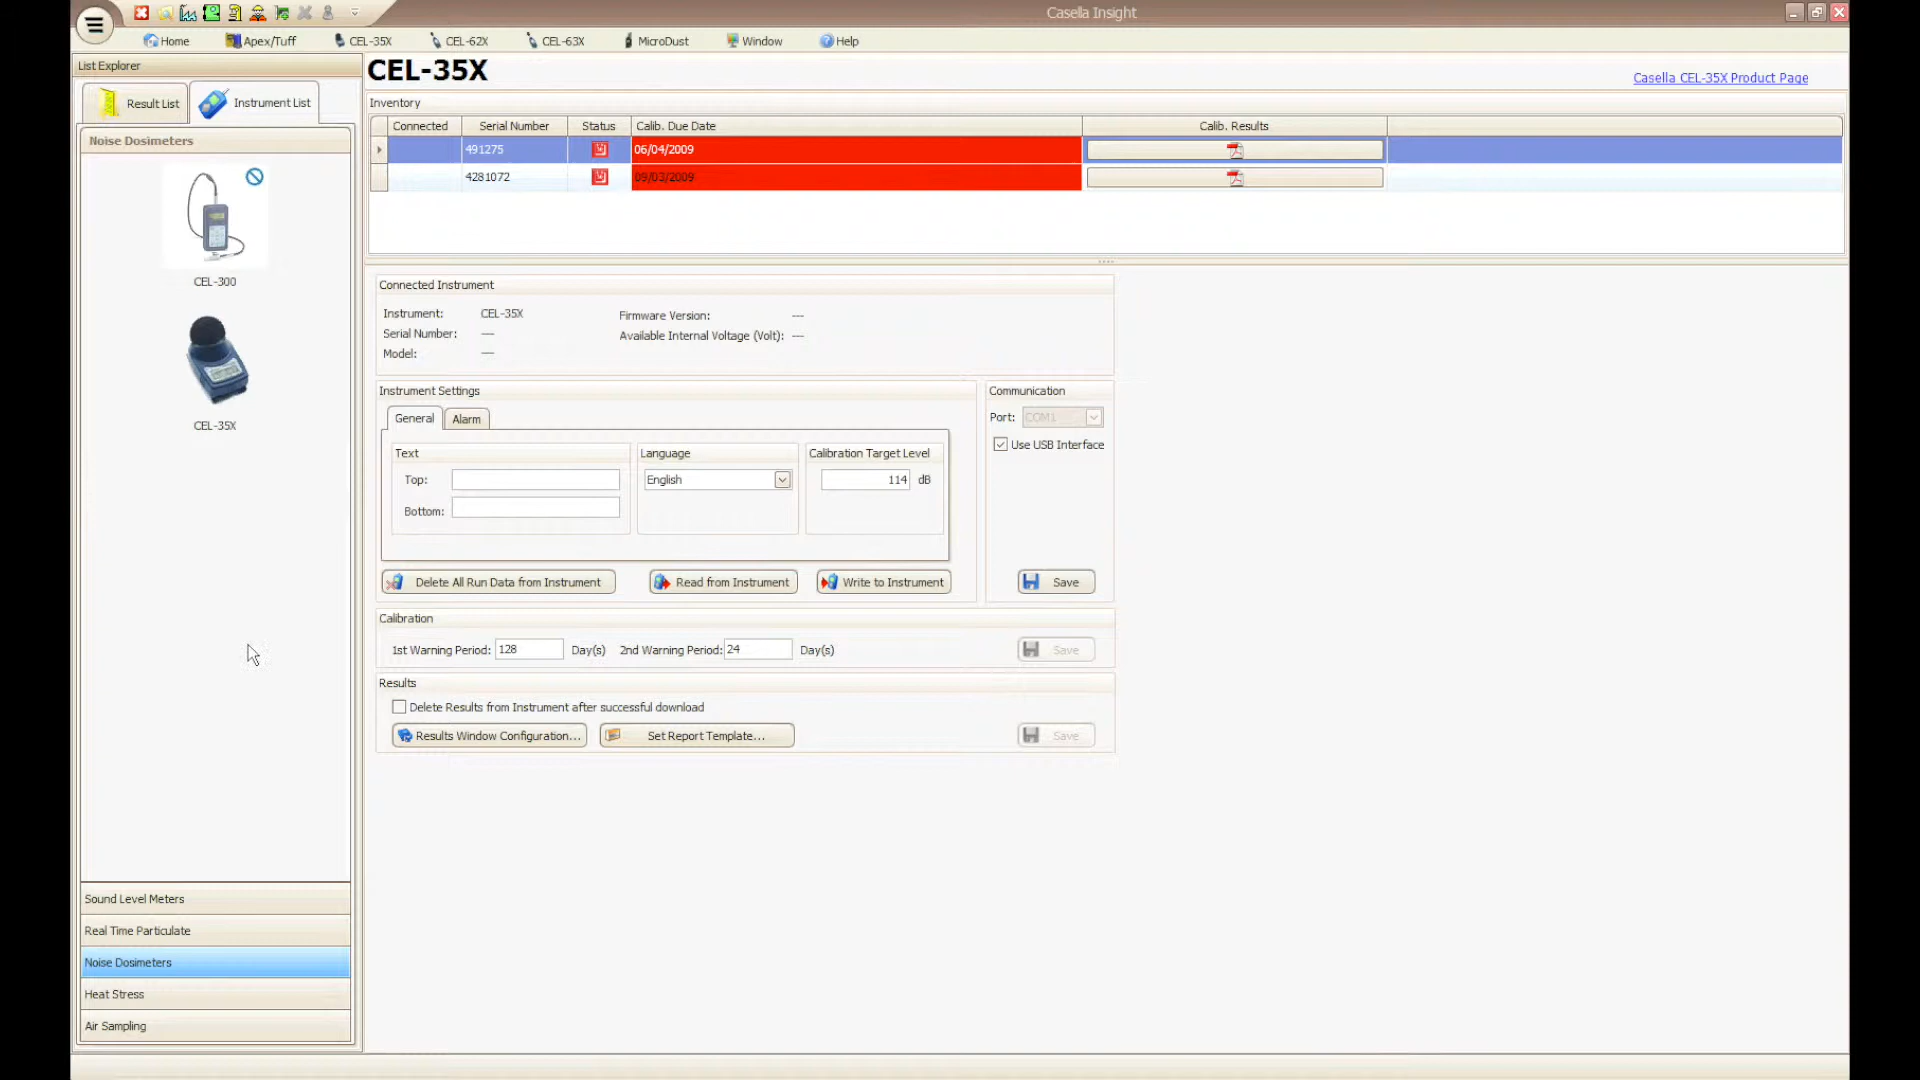 Casella Insight
Home Apex/Tuff CEL-35X CEL-62X CEL-63X MicroDust Window Help
List Explorer
Result List Instrument List
Noise Dosimeters
CEL-300
CEL-35X
Sound Level Meters
Real Time Particulate
Noise Dosimeters
Heat Stress
Air Sampling
CEL-35X
Casella CEL-35X Product Page
Inventory
Connected Serial Number Status Calib. Due Date Calib. Results
491275 06/04/2009
4281072 09/03/2009
Connected Instrument
Instrument: CEL-35X Firmware Version: ---
Serial Number: --- Available Internal Voltage (Volt): ---
Model: ---
Instrument Settings
General Alarm
Text Language Calibration Target Level
Top: English 114 dB
Bottom:
Delete All Run Data from Instrument Read from Instrument Write to Instrument
Communication
Port: COM1
Use USB Interface
Save
Calibration
1st Warning Period: 128 Day(s) 2nd Warning Period: 24 Day(s) Save
Results
Delete Results from Instrument after successful download
Results Window Configuration... Set Report Template... Save